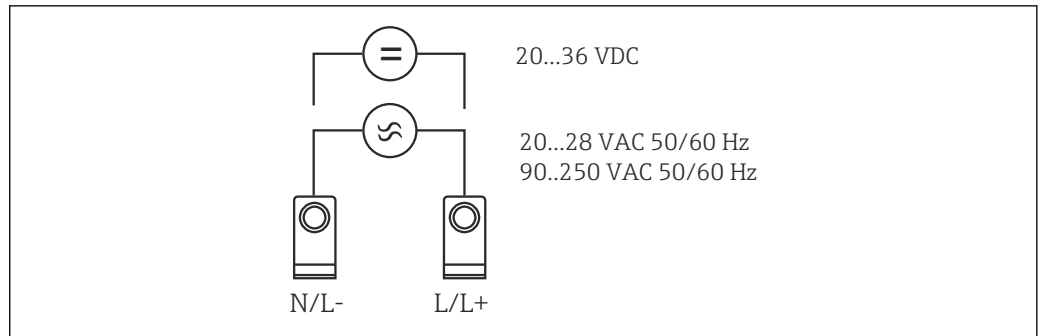 20...36 VDC
20...28 VAC 50/60 Hz
90..250 VAC 50/60 Hz
N/L- L/L+